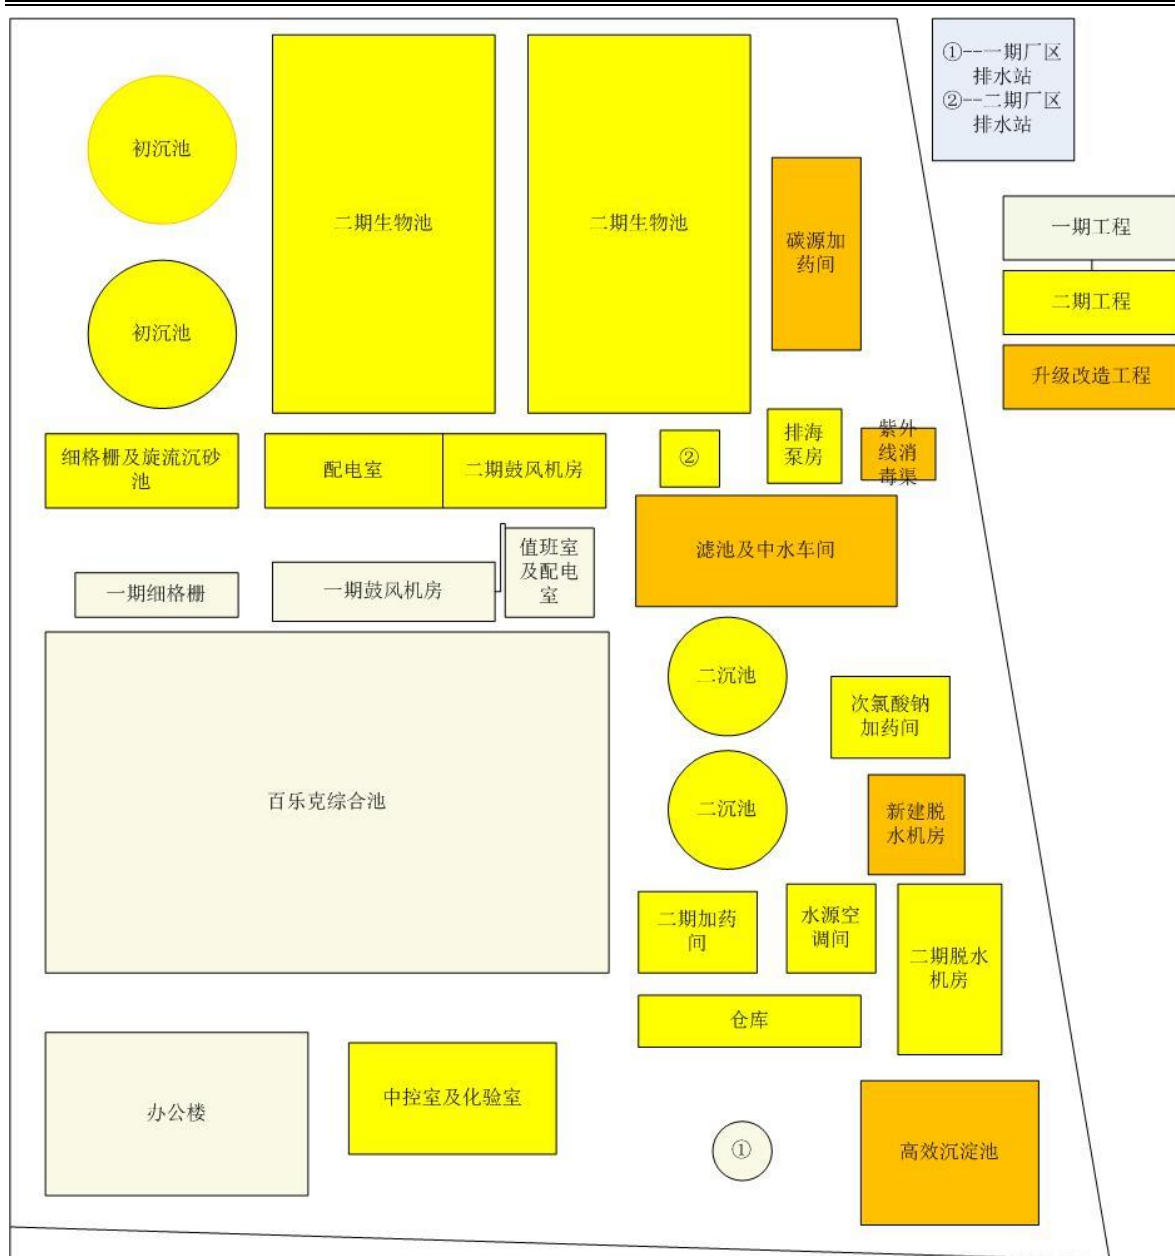 ①--一期厂区
排水站
②--二期厂区
排水站
一期工程
二期工程
升级改造工程
初沉池
二期生物池
二期生物池
碳源加
药间
初沉池
细格栅及旋流沉砂
池
配电室
二期鼓风机房
②
排海
泵房
紫外
线消
毒渠
一期细格栅
一期鼓风机房
值班室
及配电
室
滤池及中水车间
百乐克综合池
二沉池
次氯酸钠
加药间
二沉池
新建脱
水机房
二期加药
间
水源空
调间
二期脱水
机房
仓库
办公楼
中控室及化验室
①
高效沉淀池